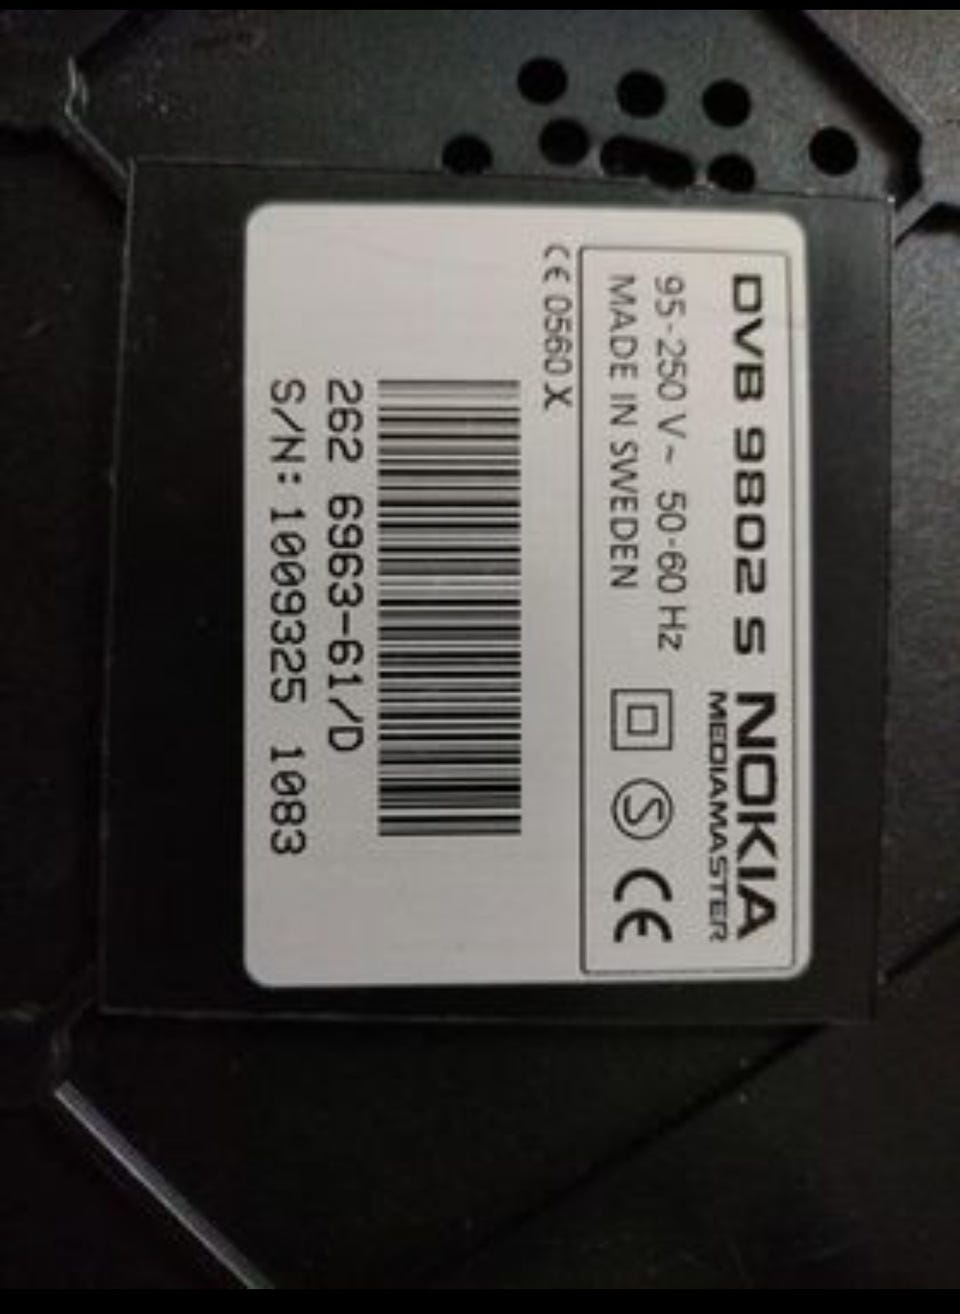 DVB 9802 S NOKIA
MEDIAMASTER
95-250 V~ 50-60 Hz
MADE IN SWEDEN
S CE
CE 0560 X
262 6963-61/D
S/N: 1009325 1083